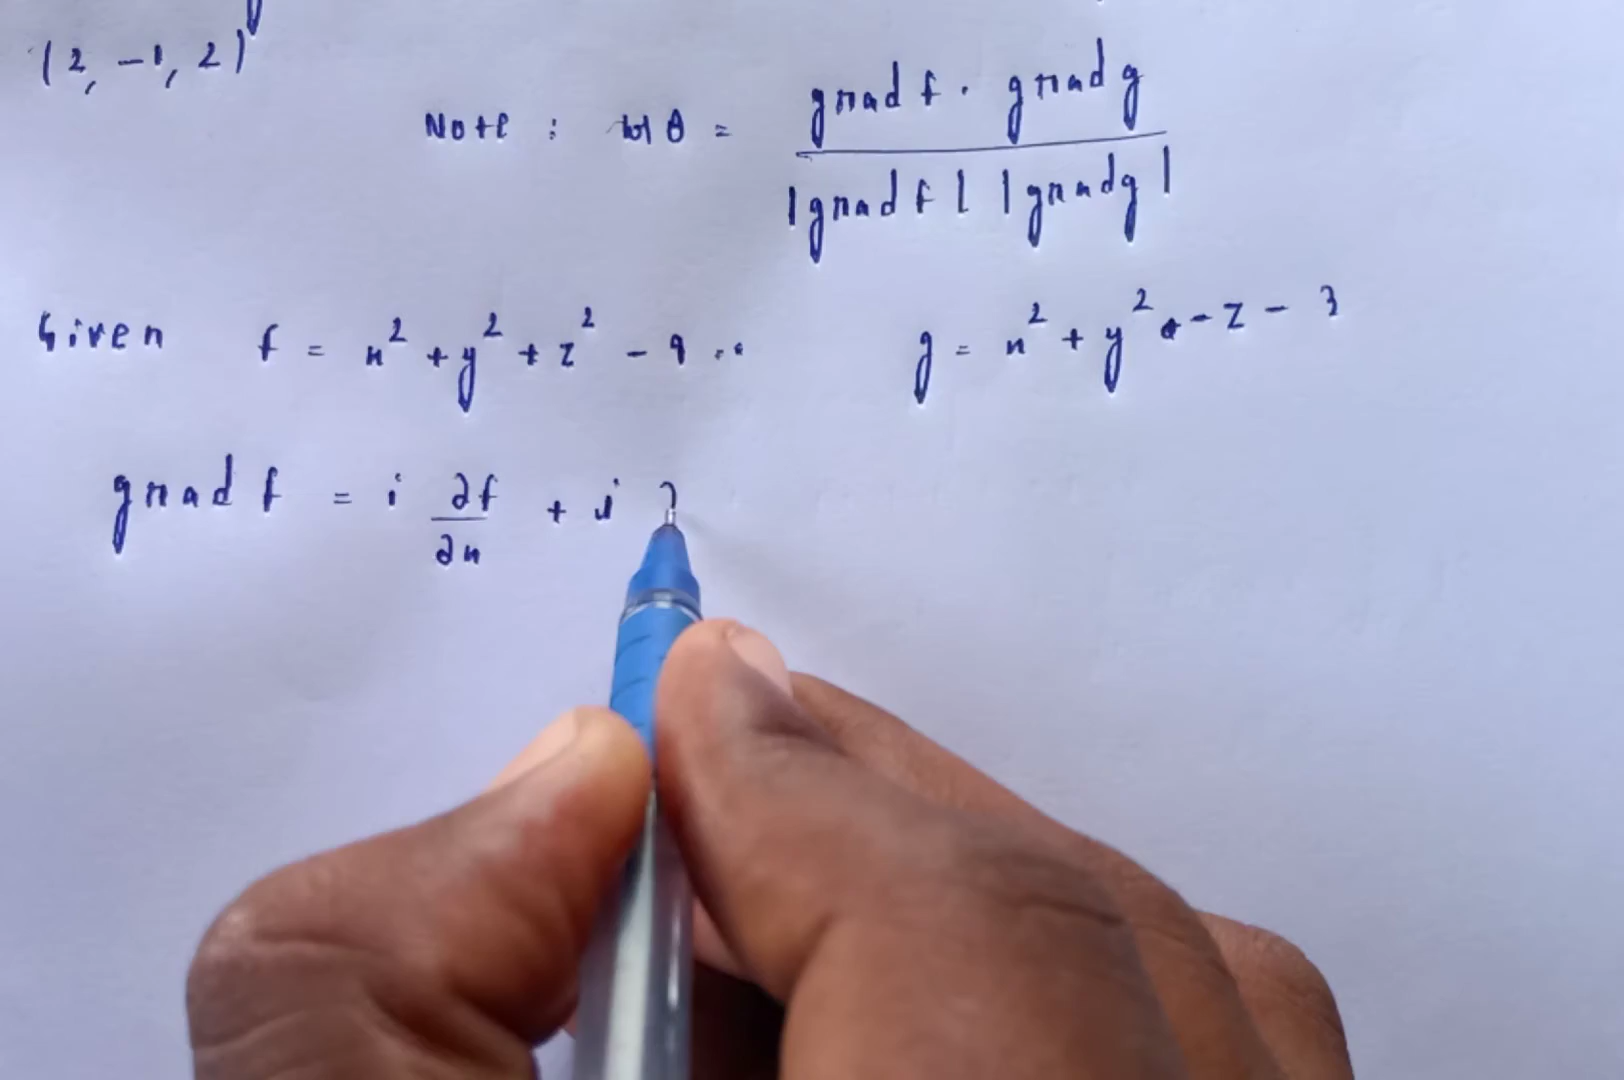 (2, -1, 2)
Note : cos θ = grad f . grad g / |grad f| |grad g|
Given f = x² + y² + z² - 9 g = x² + y² - z - 3
grad f = i ∂f/∂x + j ∂